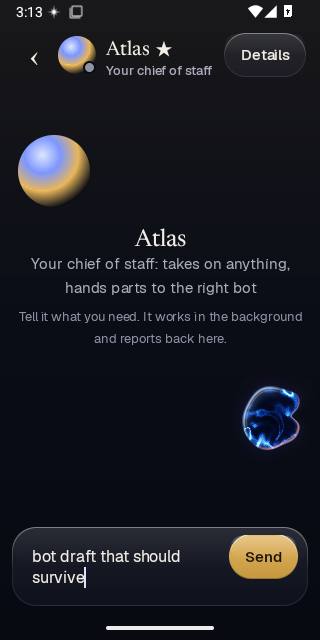 3:13
Atlas ★
Your chief of staff
Details
Atlas
Your chief of staff: takes on anything,
hands parts to the right bot
Tell it what you need. It works in the background
and reports back here.
bot draft that should
survive
Send